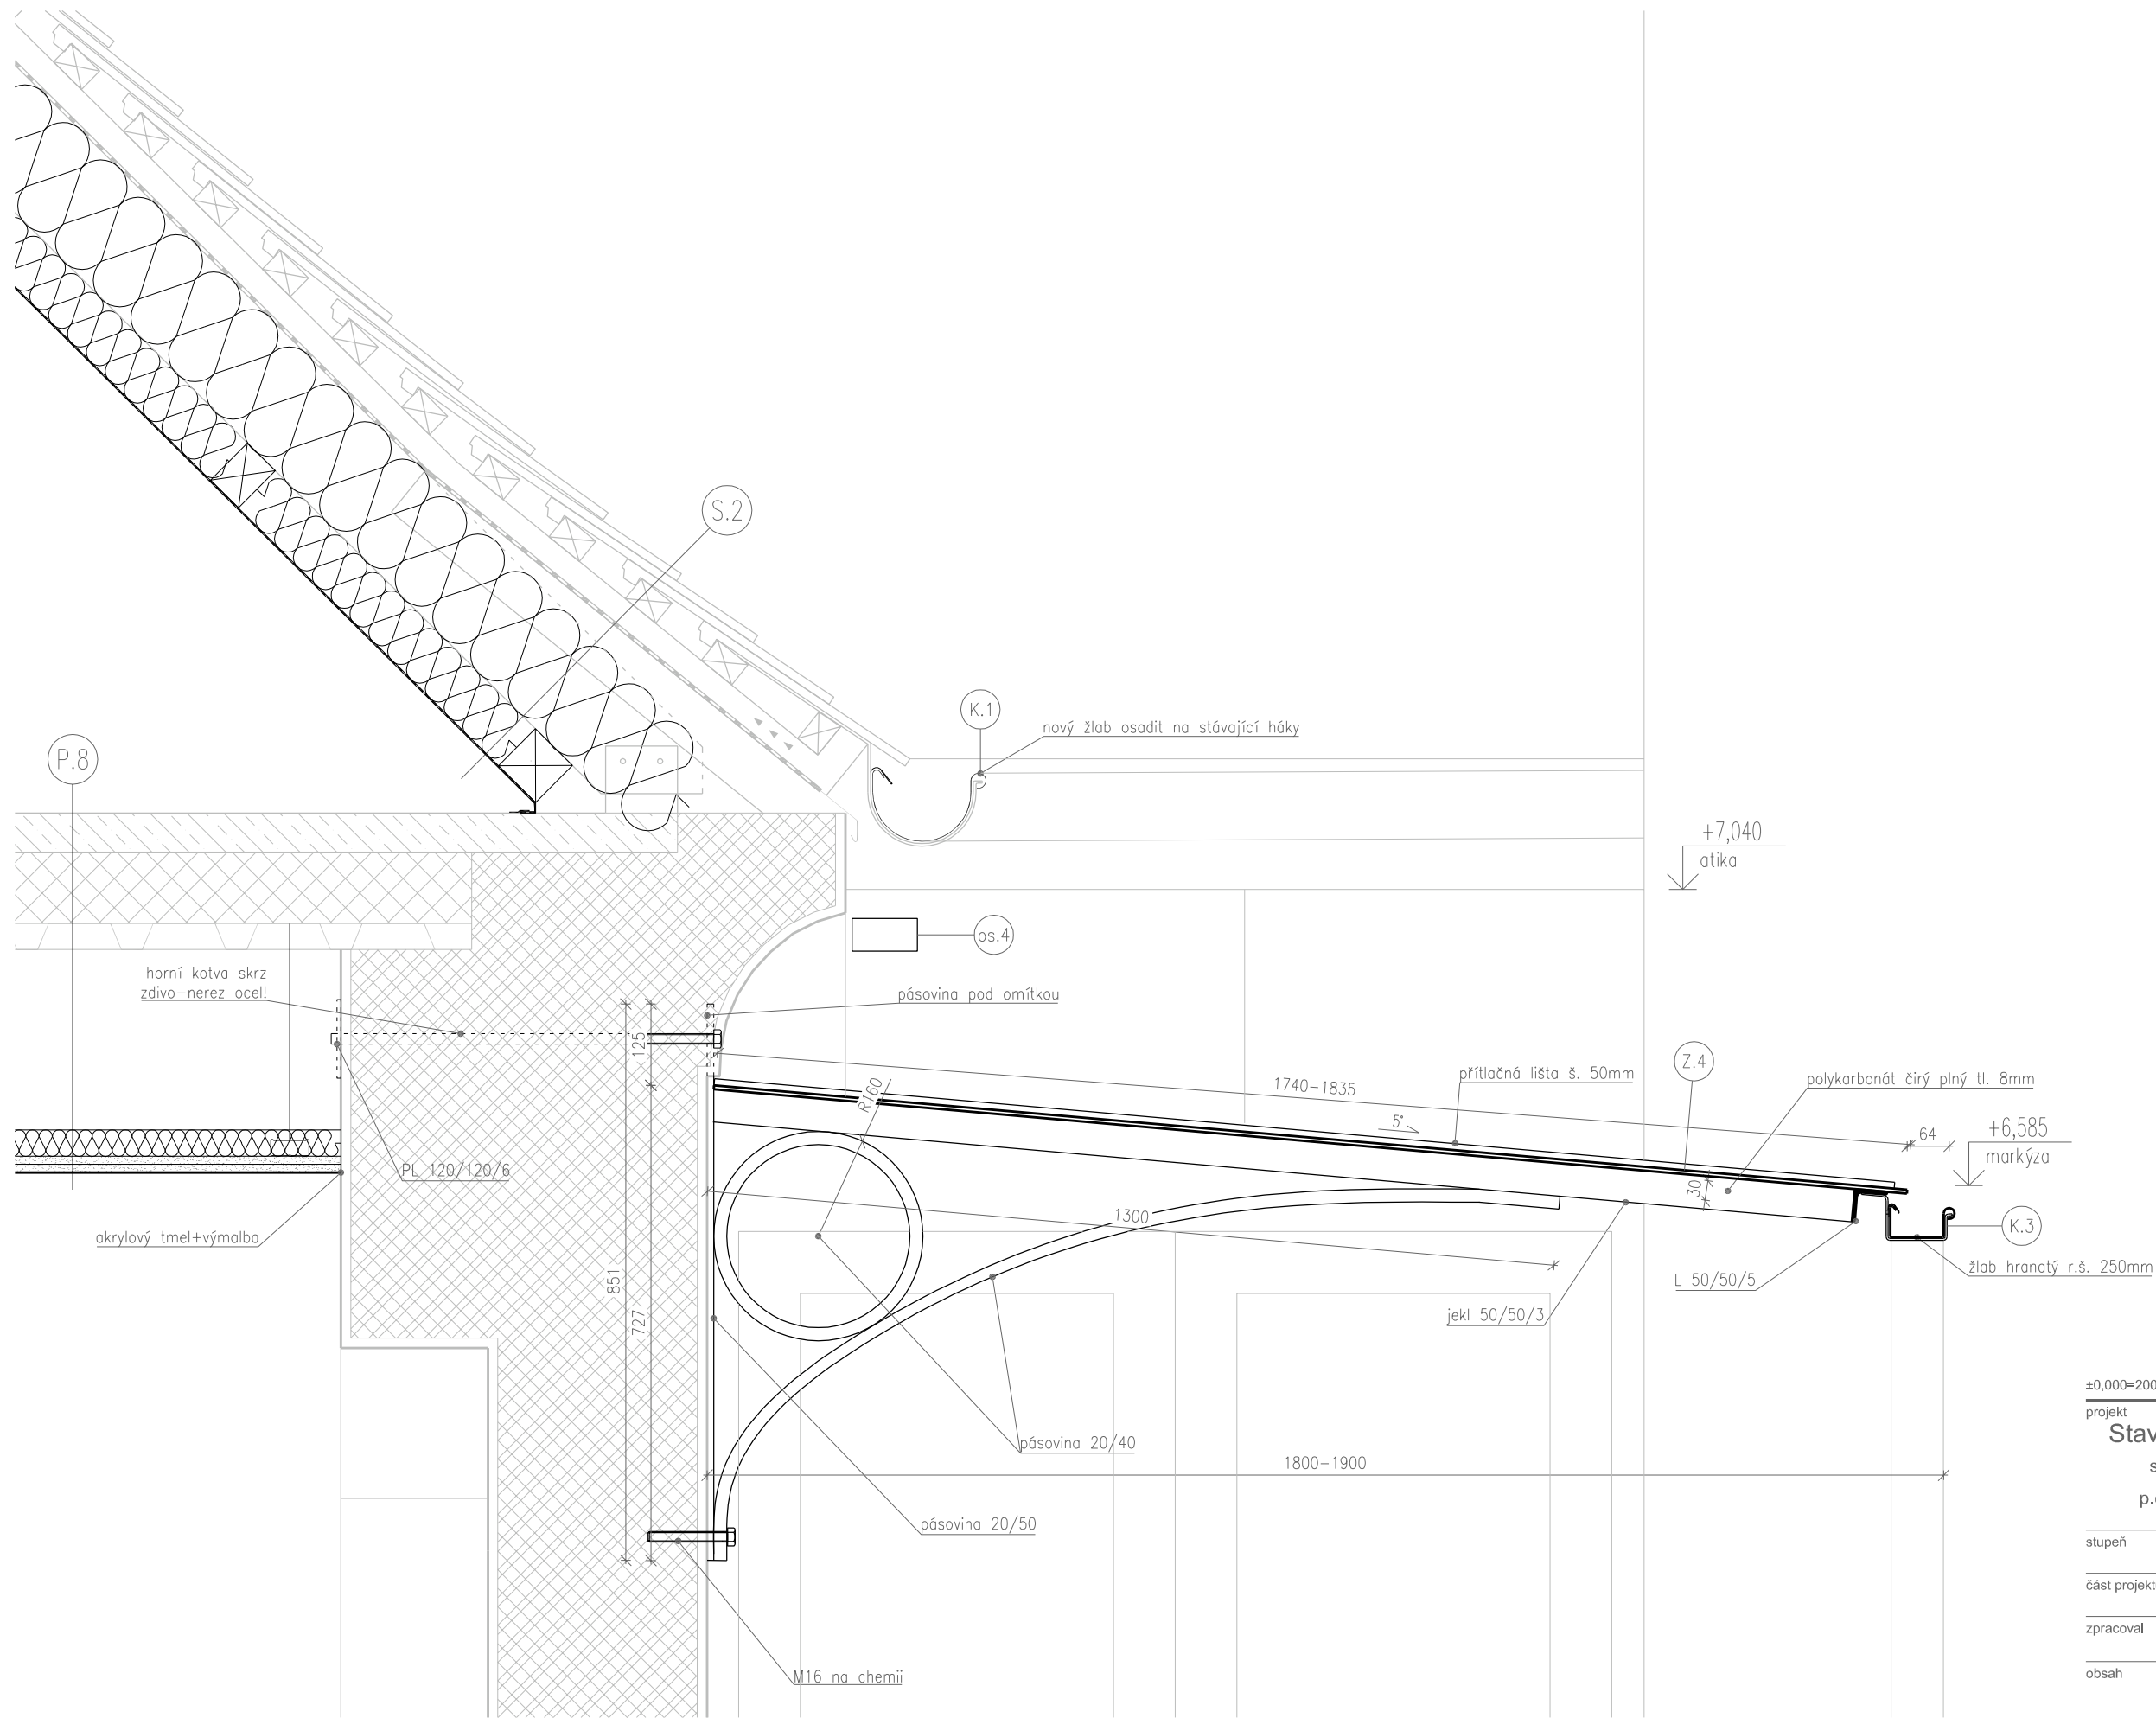 S.2
K.1
nový žlab osadit na stávající háky
P.8
+7,040
atika
os.4
horní kotva skrz
zdivo-nerez ocel!
pásovina pod omítkou
125
R160
1740-1835
5°
přítlačná lišta š. 50mm
Z.4
polykarbonát čirý plný tl. 8mm
64
+6,585
markýza
PL 120/120/6
30
1300
akrylový tmel+výmalba
K.3
L 50/50/5
žlab hranatý r.š. 250mm
jekl 50/50/3
851
727
pásovina 20/40
1800-1900
pásovina 20/50
M16 na chemii
±0,000=200
projekt
Stav
s
p.
stupeň
část projekt
zpracoval
obsah